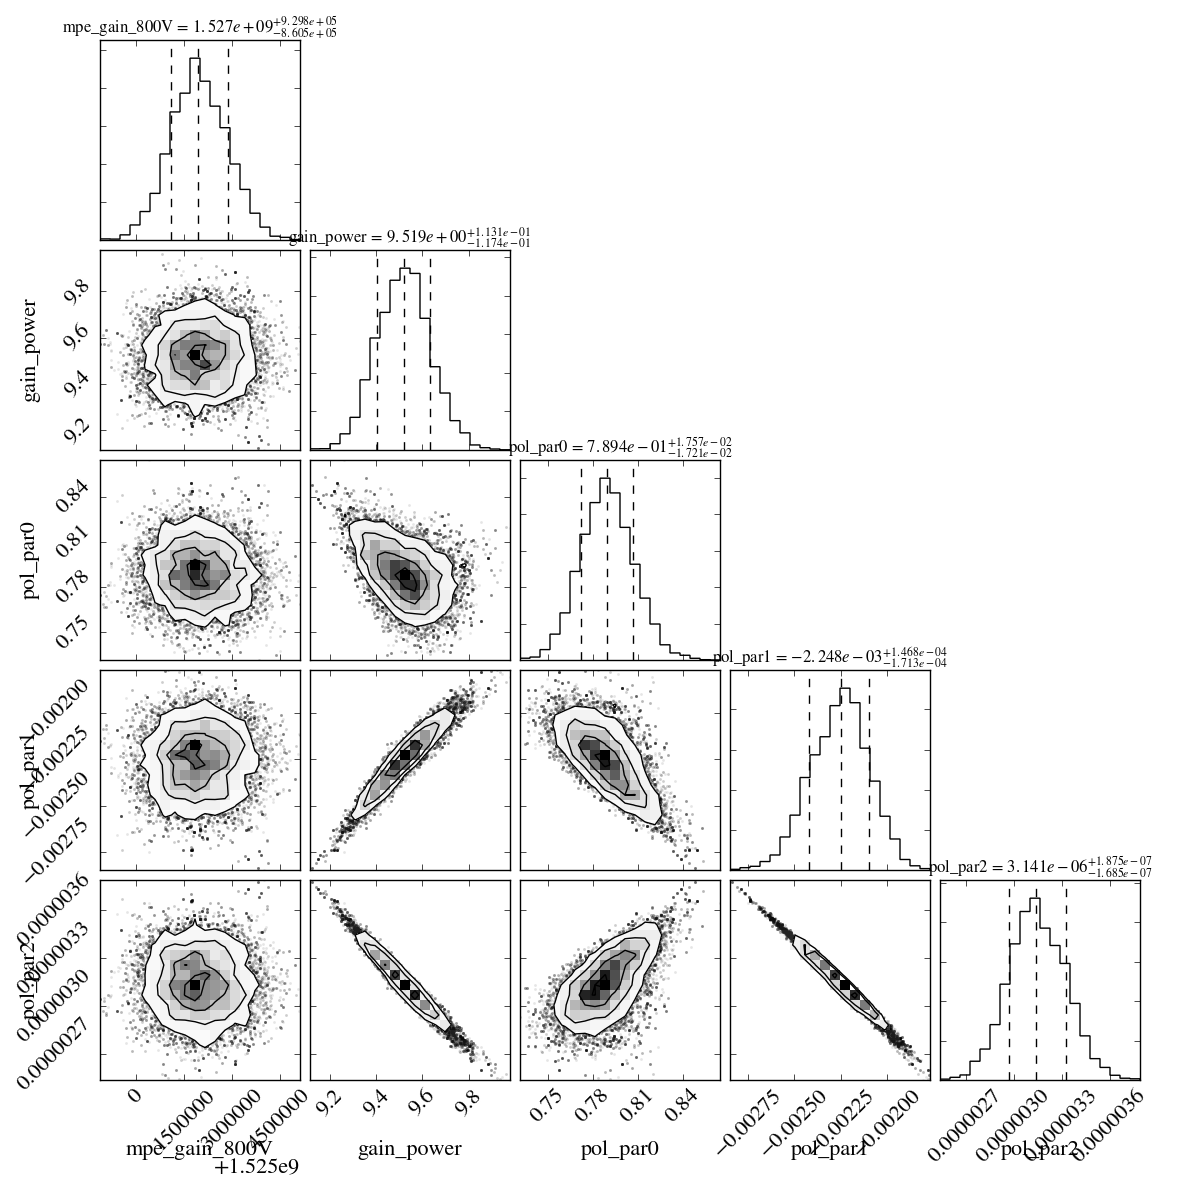 mpe_gain_800V = 1.527e+09 +9.298e+05 −8.605e+05
gain_power = 9.519e+00 +1.131e−01 −1.174e−01
gain_power
9.8
9.6
9.4
9.2
pol_par0 = 7.894e−01 +1.757e−02 −1.721e−02
pol_par0
0.84
0.81
0.78
0.75
pol_par1 = −2.248e−03 +1.468e−04 −1.713e−04
pol_par1
−0.00200
−0.00225
−0.00250
−0.00275
pol_par2 = 3.141e−06 +1.875e−07 −1.685e−07
pol_par2
0.0000036
0.0000033
0.0000030
0.0000027
0 1500000 3000000 4500000
9.2 9.4 9.6 9.8
0.75 0.78 0.81 0.84
−0.00275 −0.00250 −0.00225 −0.00200
0.0000027 0.0000030 0.0000033 0.0000036
mpe_gain_800V gain_power pol_par0 pol_par1 pol_par2
+1.525e9